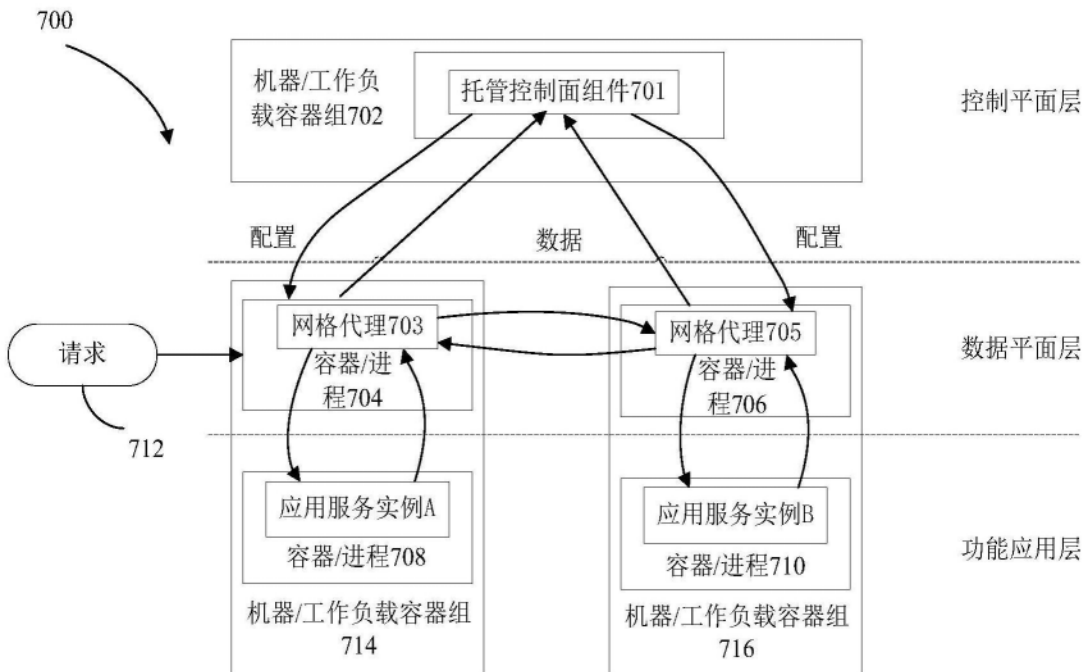 700
机器/工作负
载容器组702
托管控制面组件701
控制平面层
配置
数据
配置
请求
712
网格代理703
容器/进
程704
网格代理705
容器/进
程706
数据平面层
应用服务实例A
容器/进程708
机器/工作负载容器组
714
应用服务实例B
容器/进程710
机器/工作负载容器组
716
功能应用层